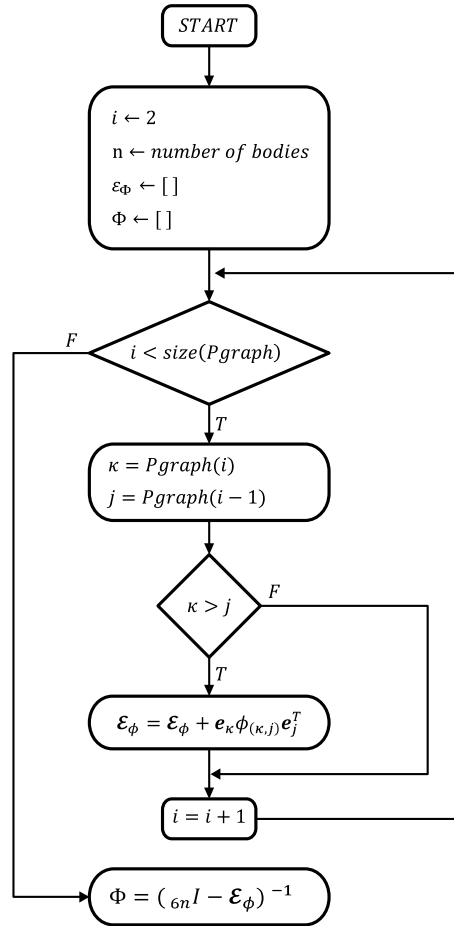 START
i ← 2
n ← number of bodies
ε_Φ ← [ ]
Φ ← [ ]
i < size(Pgraph)
F
T
κ = Pgraph(i)
j = Pgraph(i − 1)
κ > j
F
T
𝓔_ϕ = 𝓔_ϕ + e_κ ϕ_(κ,j) e_j^T
i = i + 1
Φ = ( _6n I − 𝓔_ϕ) ^−1